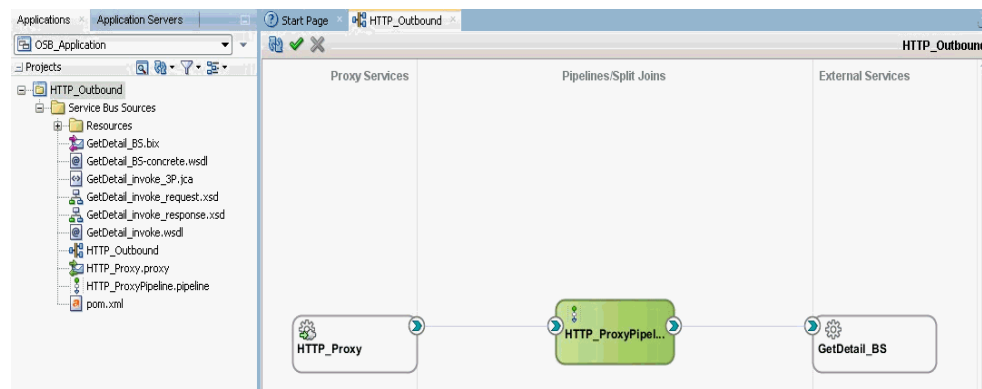 Applications
Application Servers
Start Page
HTTP_Outbound
OSB_Application
HTTP_Outbound
Projects
HTTP_Outbound
Service Bus Sources
Resources
GetDetail_BS.bix
GetDetail_BS-concrete.wsdl
GetDetail_invoke_3P.jca
GetDetail_invoke_request.xsd
GetDetail_invoke_response.xsd
GetDetail_invoke.wsdl
HTTP_Outbound
HTTP_Proxy.proxy
HTTP_ProxyPipeline.pipeline
pom.xml
Proxy Services
Pipelines/Split Joins
External Services
HTTP_Proxy
HTTP_ProxyPipel...
GetDetail_BS